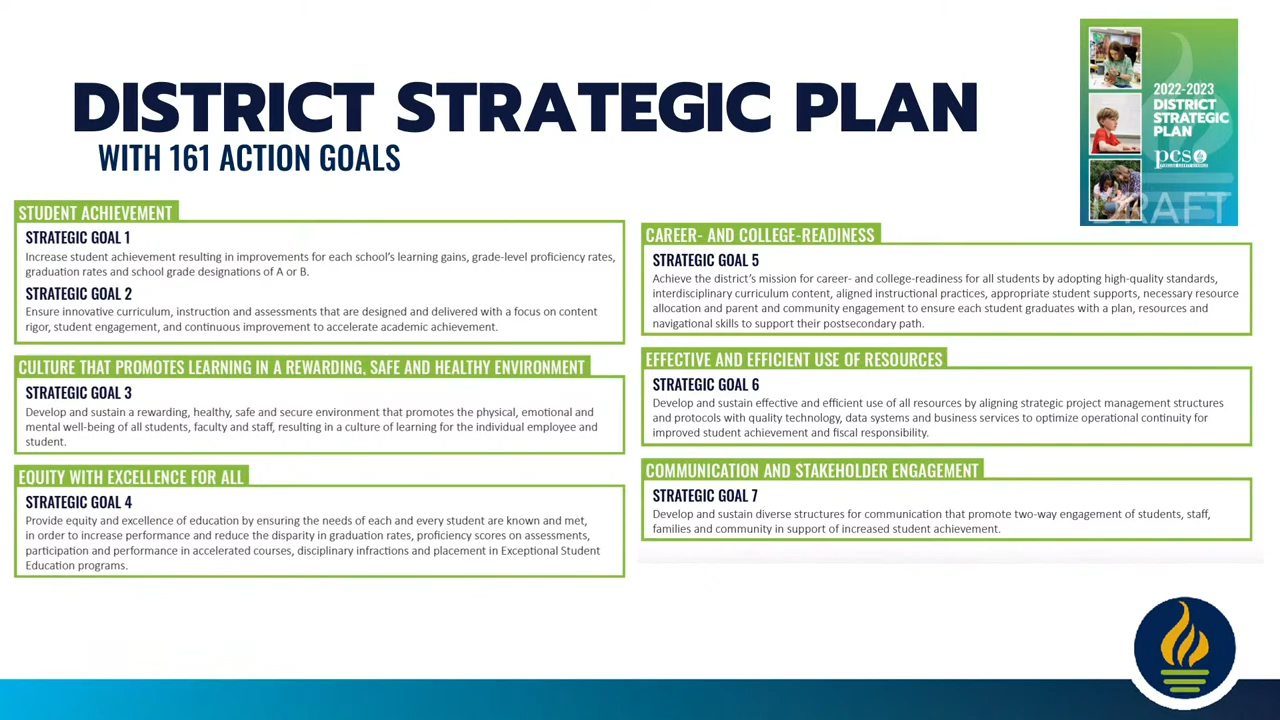 DISTRICT STRATEGIC PLAN
WITH 161 ACTION GOALS
2022-2023
DISTRICT
STRATEGIC
PLAN
pcs
DRAFT
STUDENT ACHIEVEMENT
STRATEGIC GOAL 1
Increase student achievement resulting in improvements for each school's learning gains, grade-level proficiency rates,
graduation rates and school grade designations of A or B.
STRATEGIC GOAL 2
Ensure innovative curriculum, instruction and assessments that are designed and delivered with a focus on content
rigor, student engagement, and continuous improvement to accelerate academic achievement.
CULTURE THAT PROMOTES LEARNING IN A REWARDING, SAFE AND HEALTHY ENVIRONMENT
STRATEGIC GOAL 3
Develop and sustain a rewarding, healthy, safe and secure environment that promotes the physical, emotional and
mental well-being of all students, faculty and staff, resulting in a culture of learning for the individual employee and
student.
EQUITY WITH EXCELLENCE FOR ALL
STRATEGIC GOAL 4
Provide equity and excellence of education by ensuring the needs of each and every student are known and met,
in order to increase performance and reduce the disparity in graduation rates, proficiency scores on assessments,
participation and performance in accelerated courses, disciplinary infractions and placement in Exceptional Student
Education programs.
CAREER- AND COLLEGE-READINESS
STRATEGIC GOAL 5
Achieve the district's mission for career- and college-readiness for all students by adopting high-quality standards,
interdisciplinary curriculum content, aligned instructional practices, appropriate student supports, necessary resource
allocation and parent and community engagement to ensure each student graduates with a plan, resources and
navigational skills to support their postsecondary path.
EFFECTIVE AND EFFICIENT USE OF RESOURCES
STRATEGIC GOAL 6
Develop and sustain effective and efficient use of all resources by aligning strategic project management structures
and protocols with quality technology, data systems and business services to optimize operational continuity for
improved student achievement and fiscal responsibility.
COMMUNICATION AND STAKEHOLDER ENGAGEMENT
STRATEGIC GOAL 7
Develop and sustain diverse structures for communication that promote two-way engagement of students, staff,
families and community in support of increased student achievement.